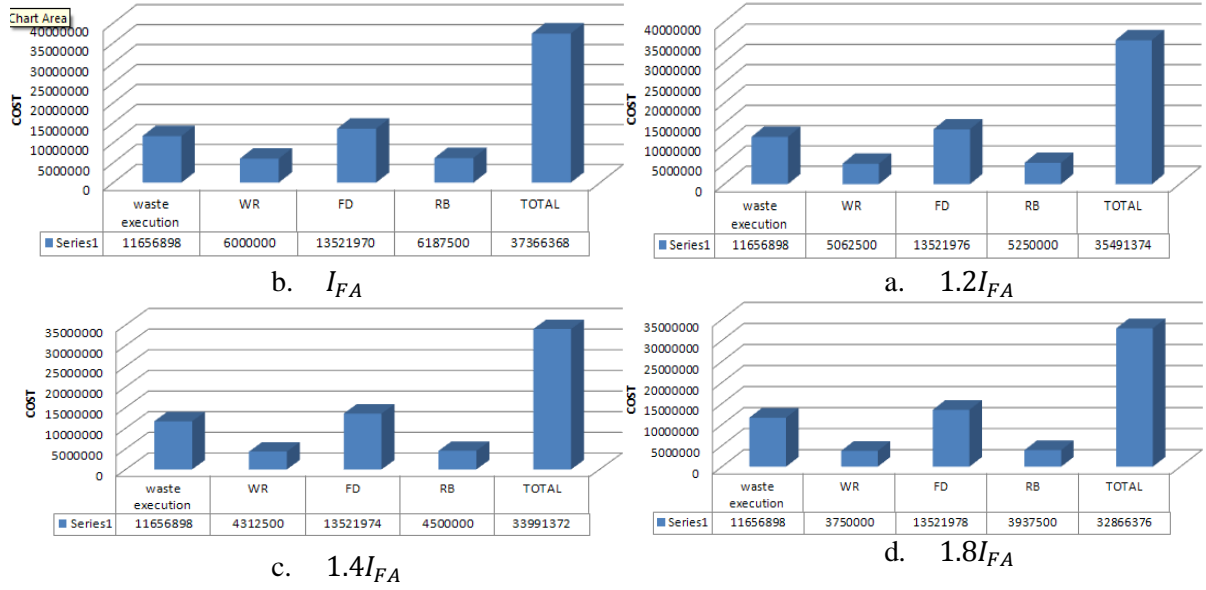 Chart Area
40000000
35000000
30000000
25000000
20000000
15000000
10000000
5000000
0
COST
waste execution WR FD RB TOTAL
Series1 11656898 6000000 13521970 6187500 37366368
b. I_FA
40000000
35000000
30000000
25000000
20000000
15000000
10000000
5000000
0
COST
waste execution WR FD RB TOTAL
Series1 11656898 5062500 13521976 5250000 35491374
a. 1.2I_FA
35000000
30000000
25000000
20000000
15000000
10000000
5000000
0
COST
waste execution WR FD RB TOTAL
Series1 11656898 4312500 13521974 4500000 33991372
c. 1.4I_FA
35000000
30000000
25000000
20000000
15000000
10000000
5000000
0
COST
waste execution WR FD RB TOTAL
Series1 11656898 3750000 13521978 3937500 32866376
d. 1.8I_FA